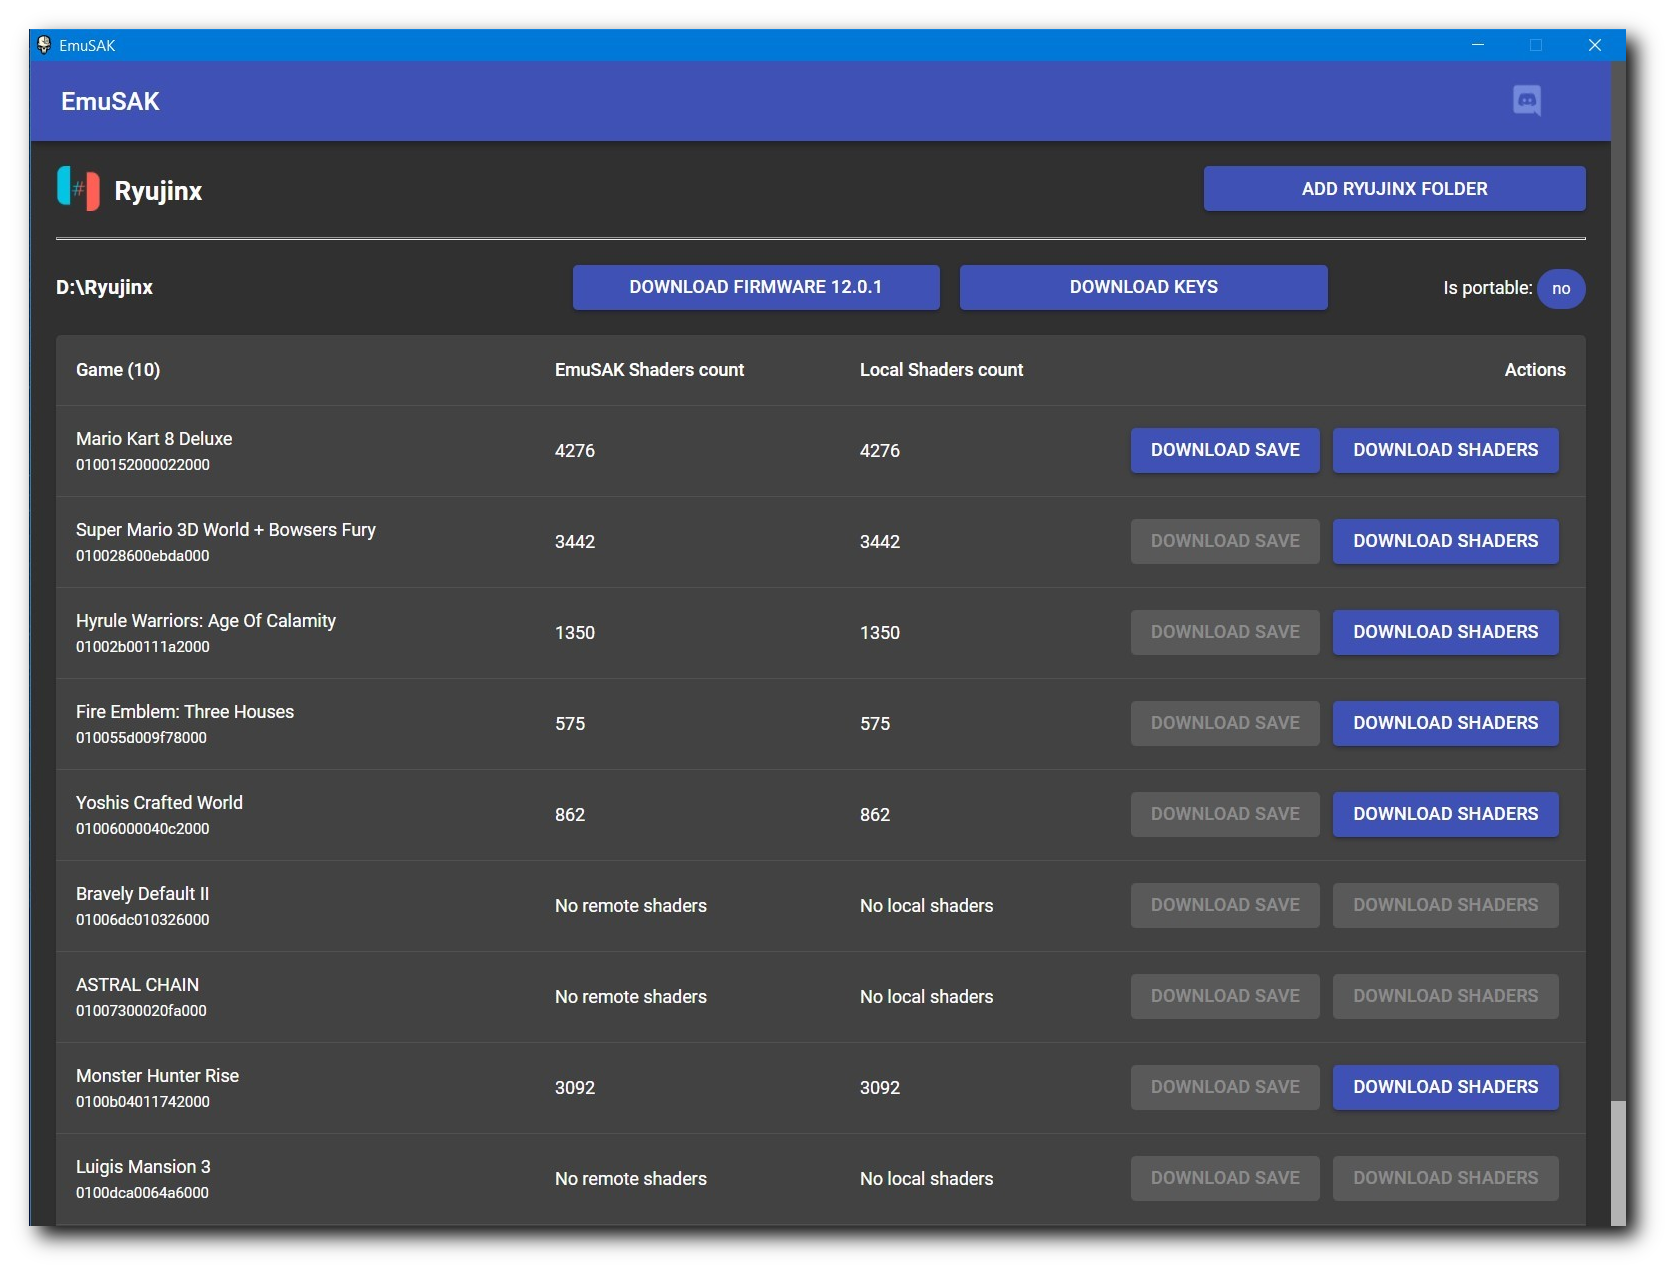 EmuSAK
EmuSAK
# Ryujinx
ADD RYUJINX FOLDER
D:\Ryujinx
DOWNLOAD FIRMWARE 12.0.1
DOWNLOAD KEYS
Is portable: no
Game (10) EmuSAK Shaders count Local Shaders count Actions
Mario Kart 8 Deluxe
0100152000022000
4276 4276 DOWNLOAD SAVE DOWNLOAD SHADERS
Super Mario 3D World + Bowsers Fury
010028600ebda000
3442 3442 DOWNLOAD SAVE DOWNLOAD SHADERS
Hyrule Warriors: Age Of Calamity
01002b00111a2000
1350 1350 DOWNLOAD SAVE DOWNLOAD SHADERS
Fire Emblem: Three Houses
010055d009f78000
575 575 DOWNLOAD SAVE DOWNLOAD SHADERS
Yoshis Crafted World
01006000040c2000
862 862 DOWNLOAD SAVE DOWNLOAD SHADERS
Bravely Default II
01006dc010326000
No remote shaders No local shaders DOWNLOAD SAVE DOWNLOAD SHADERS
ASTRAL CHAIN
01007300020fa000
No remote shaders No local shaders DOWNLOAD SAVE DOWNLOAD SHADERS
Monster Hunter Rise
0100b04011742000
3092 3092 DOWNLOAD SAVE DOWNLOAD SHADERS
Luigis Mansion 3
0100dca0064a6000
No remote shaders No local shaders DOWNLOAD SAVE DOWNLOAD SHADERS